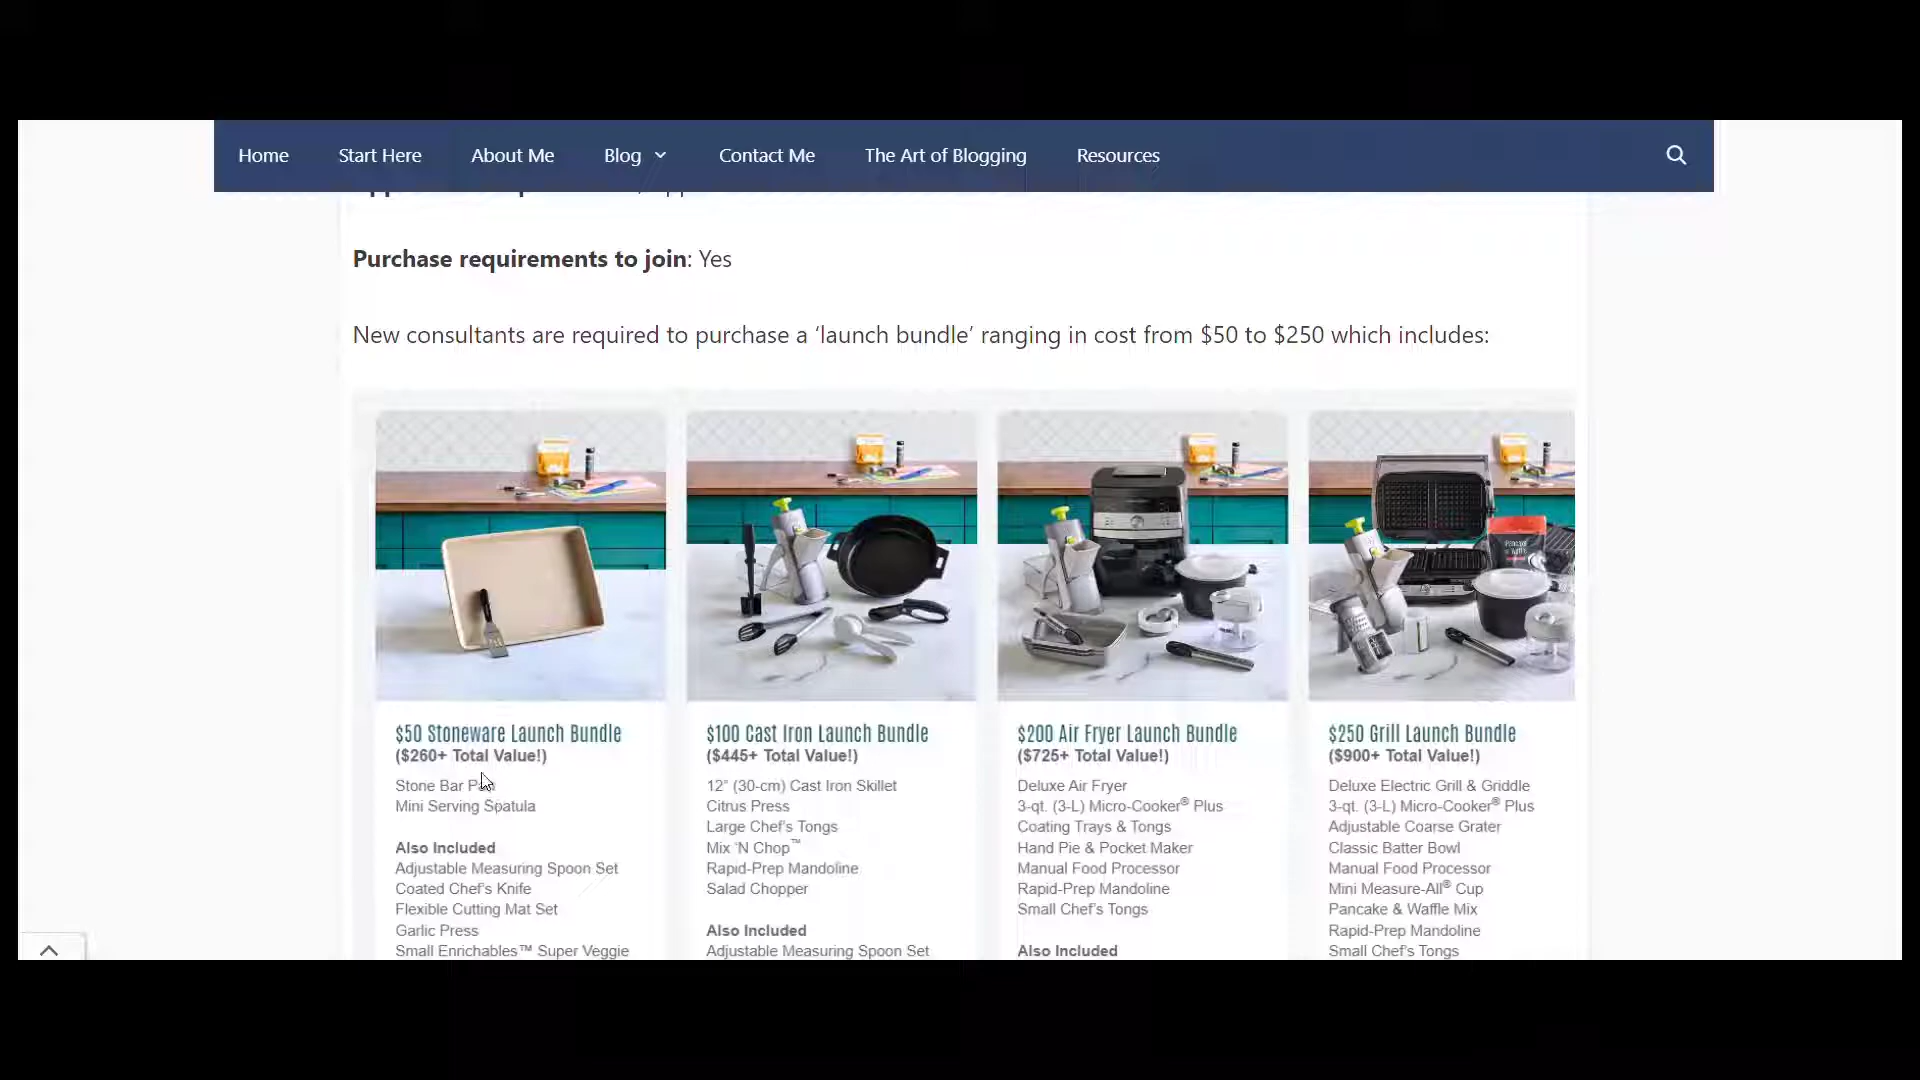 Home Start Here About Me Blog Contact Me The Art of Blogging Resources
Purchase requirements to join: Yes
New consultants are required to purchase a ‘launch bundle’ ranging in cost from $50 to $250 which includes:
$50 Stoneware Launch Bundle
($260+ Total Value!)
Stone Bar
Mini Serving Spatula
Also Included
Adjustable Measuring Spoon Set
Coated Chef's Knife
Flexible Cutting Mat Set
Garlic Press
Small Enrichables™ Super Veggie
$100 Cast Iron Launch Bundle
($445+ Total Value!)
12" (30-cm) Cast Iron Skillet
Citrus Press
Large Chef's Tongs
Mix ‘N Chop™
Rapid-Prep Mandoline
Salad Chopper
Also Included
Adjustable Measuring Spoon Set
$200 Air Fryer Launch Bundle
($725+ Total Value!)
Deluxe Air Fryer
3-qt. (3-L) Micro-Cooker® Plus
Coating Trays & Tongs
Hand Pie & Pocket Maker
Manual Food Processor
Rapid-Prep Mandoline
Small Chef's Tongs
Also Included
$250 Grill Launch Bundle
($900+ Total Value!)
Deluxe Electric Grill & Griddle
3-qt. (3-L) Micro-Cooker® Plus
Adjustable Coarse Grater
Classic Batter Bowl
Manual Food Processor
Mini Measure-All® Cup
Pancake & Waffle Mix
Rapid-Prep Mandoline
Small Chef's Tongs